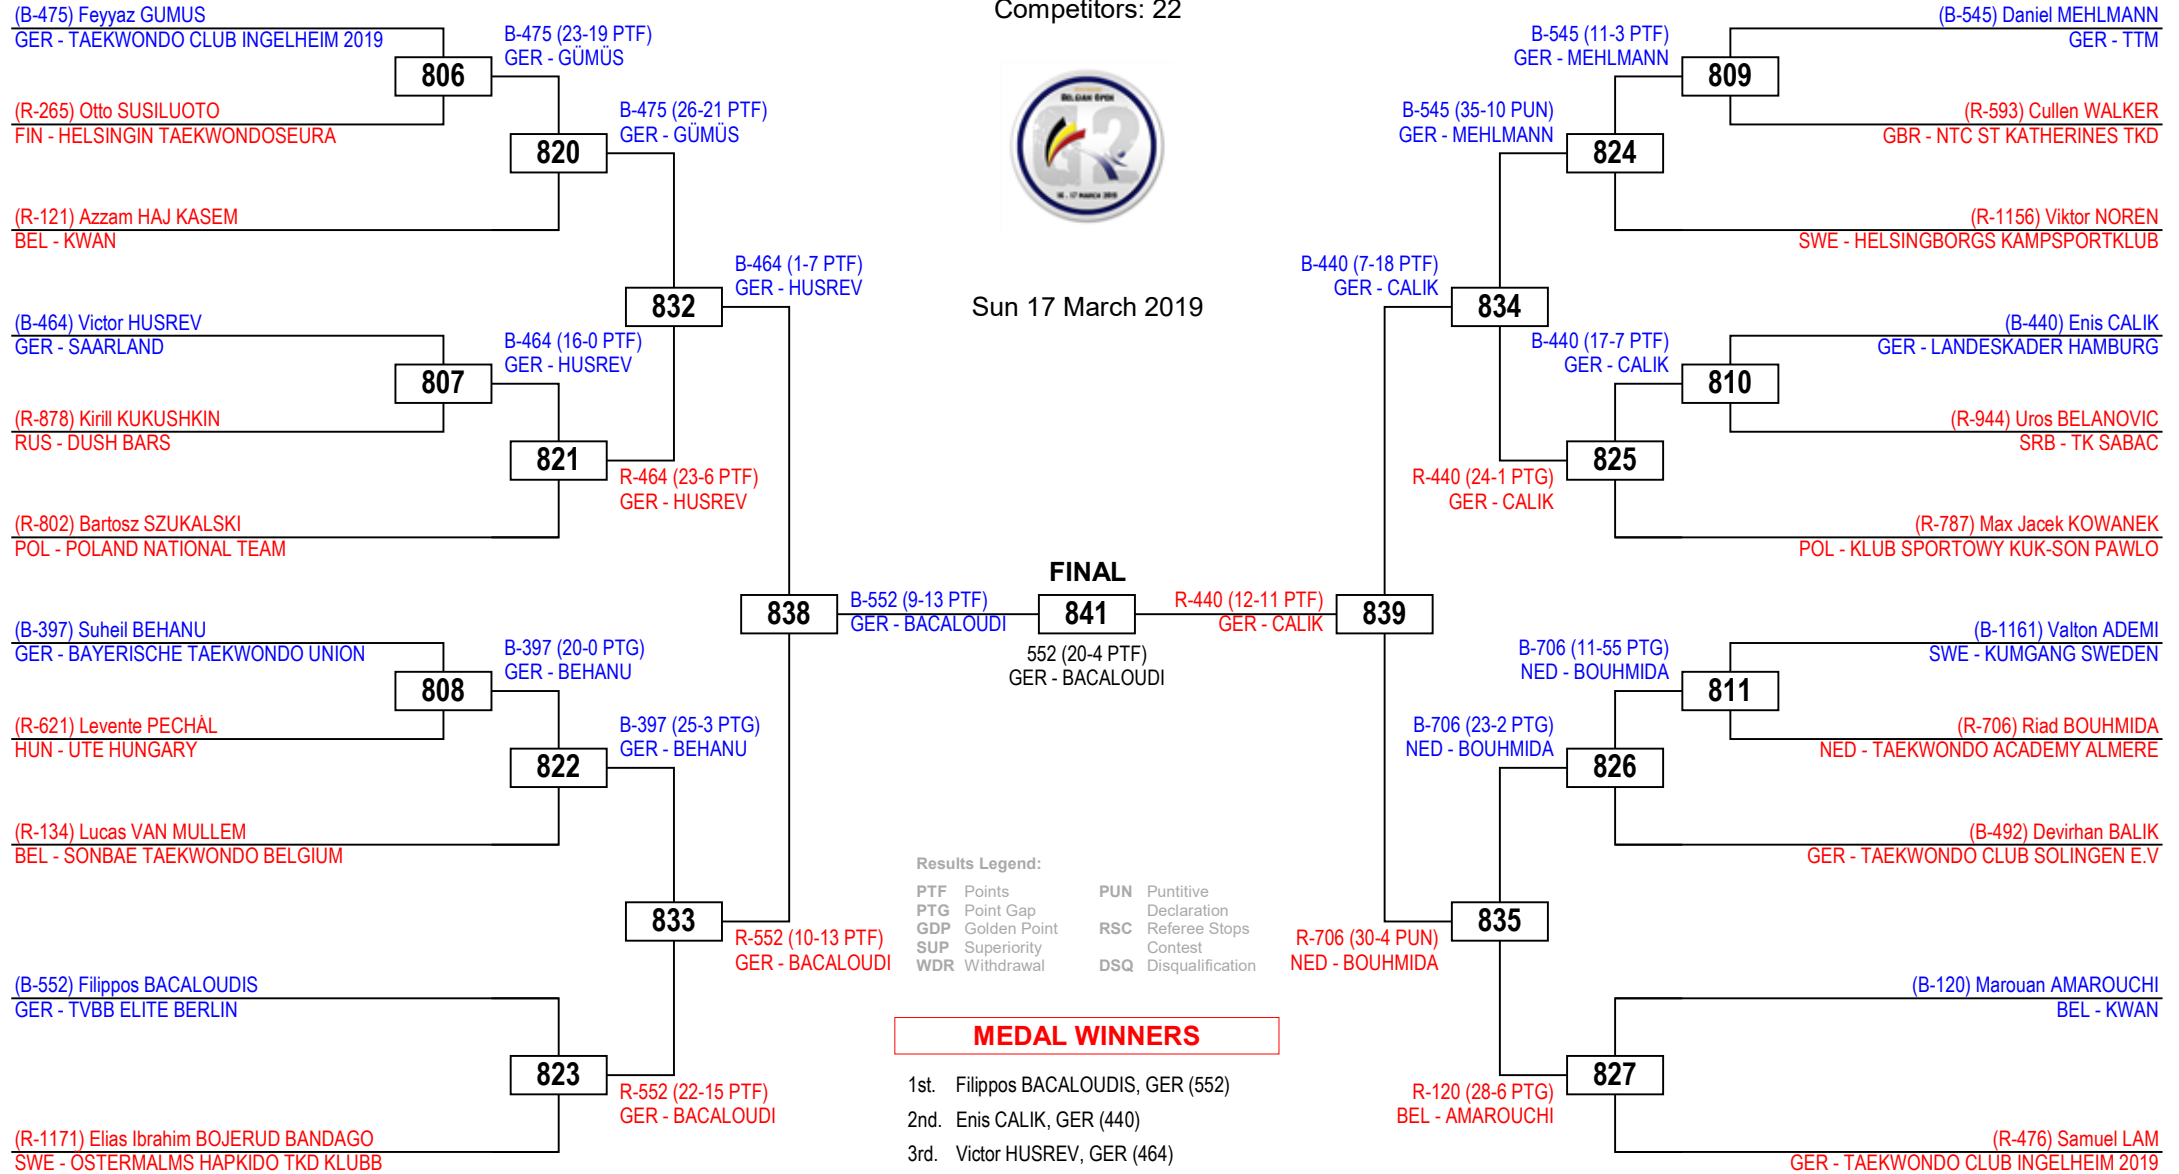 Competitors: 22
BELGIAN OPEN
G2
16 - 17 MARCH 2019
Sun 17 March 2019
(B-475) Feyyaz GUMUS
GER - TAEKWONDO CLUB INGELHEIM 2019
806
B-475 (23-19 PTF)
GER - GÜMÜS
(R-265) Otto SUSILUOTO
FIN - HELSINGIN TAEKWONDOSEURA
820
B-475 (26-21 PTF)
GER - GÜMÜS
(R-121) Azzam HAJ KASEM
BEL - KWAN
832
B-464 (1-7 PTF)
GER - HUSREV
(B-464) Victor HUSREV
GER - SAARLAND
807
B-464 (16-0 PTF)
GER - HUSREV
(R-878) Kirill KUKUSHKIN
RUS - DUSH BARS
821
R-464 (23-6 PTF)
GER - HUSREV
(R-802) Bartosz SZUKALSKI
POL - POLAND NATIONAL TEAM
838
B-552 (9-13 PTF)
GER - BACALOUDI
(B-397) Suheil BEHANU
GER - BAYERISCHE TAEKWONDO UNION
808
B-397 (20-0 PTG)
GER - BEHANU
(R-621) Levente PECHÁL
HUN - UTE HUNGARY
822
B-397 (25-3 PTG)
GER - BEHANU
(R-134) Lucas VAN MULLEM
BEL - SONBAE TAEKWONDO BELGIUM
833
R-552 (10-13 PTF)
GER - BACALOUDI
(B-552) Filippos BACALOUDIS
GER - TVBB ELITE BERLIN
823
R-552 (22-15 PTF)
GER - BACALOUDI
(R-1171) Elias Ibrahim BOJERUD BANDAGO
SWE - ÖSTERMALMS HAPKIDO TKD KLUBB
FINAL
841
552 (20-4 PTF)
GER - BACALOUDI
(B-545) Daniel MEHLMANN
GER - TTM
B-545 (11-3 PTF)
GER - MEHLMANN
809
(R-593) Cullen WALKER
GBR - NTC ST KATHERINES TKD
B-545 (35-10 PUN)
GER - MEHLMANN
824
(R-1156) Viktor NORÉN
SWE - HELSINGBORGS KAMPSPORTKLUB
B-440 (7-18 PTF)
GER - CALIK
834
(B-440) Enis CALIK
GER - LANDESKADER HAMBURG
B-440 (17-7 PTF)
GER - CALIK
810
(R-944) Uros BELANOVIC
SRB - TK SABAC
825
R-440 (24-1 PTG)
GER - CALIK
(R-787) Max Jacek KOWANEK
POL - KLUB SPORTOWY KUK-SON PAWLO
R-440 (12-11 PTF)
GER - CALIK
839
(B-1161) Valton ADEMI
SWE - KUMGANG SWEDEN
B-706 (11-55 PTG)
NED - BOUHMIDA
811
(R-706) Riad BOUHMIDA
NED - TAEKWONDO ACADEMY ALMERE
B-706 (23-2 PTG)
NED - BOUHMIDA
826
(B-492) Devirhan BALIK
GER - TAEKWONDO CLUB SOLINGEN E.V
835
R-706 (30-4 PUN)
NED - BOUHMIDA
(B-120) Marouan AMAROUCHI
BEL - KWAN
827
R-120 (28-6 PTG)
BEL - AMAROUCHI
(R-476) Samuel LAM
GER - TAEKWONDO CLUB INGELHEIM 2019
Results Legend:
PTF Points
PTG Point Gap
GDP Golden Point
SUP Superiority
WDR Withdrawal
PUN Puntitive
Declaration
RSC Referee Stops
Contest
DSQ Disqualification
MEDAL WINNERS
1st. Filippos BACALOUDIS, GER (552)
2nd. Enis CALIK, GER (440)
3rd. Victor HUSREV, GER (464)